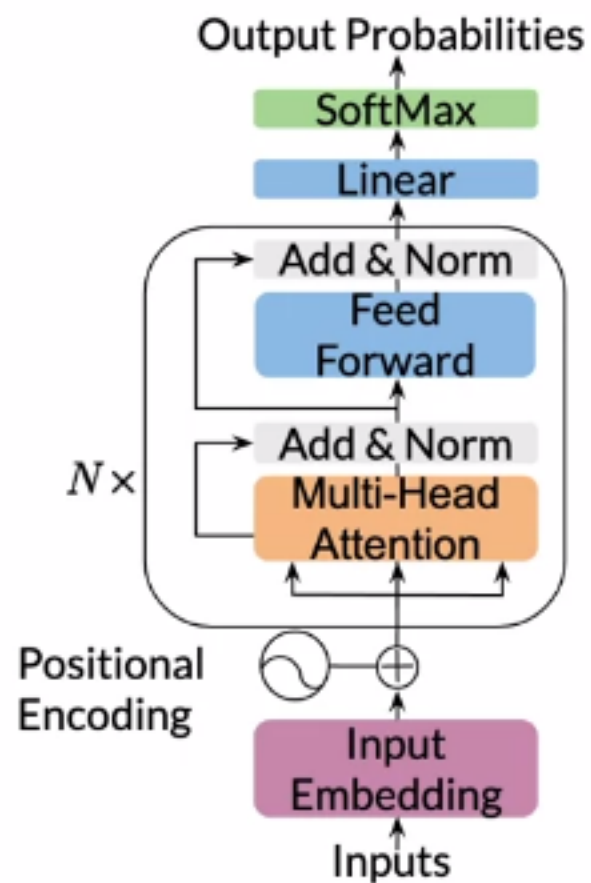 Output Probabilities
SoftMax
Linear
Add & Norm
Feed
Forward
Add & Norm
N×
Multi-Head
Attention
Positional
Encoding
Input
Embedding
Inputs